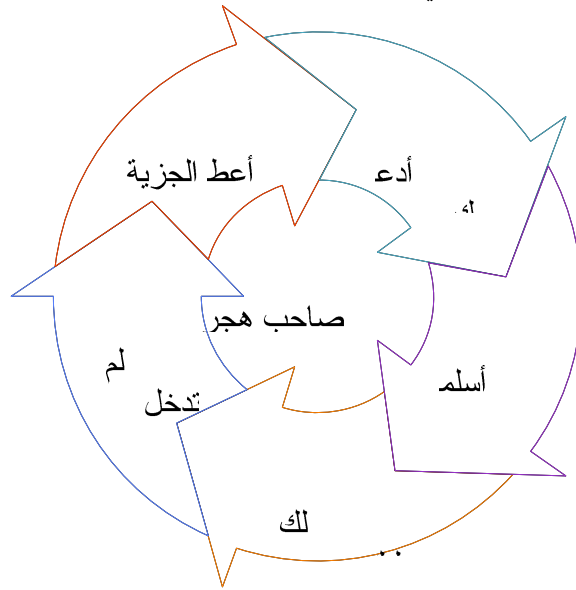 أعط الجزية
أدع
صاحب هجر
أسلم
لم
تدخل
لك